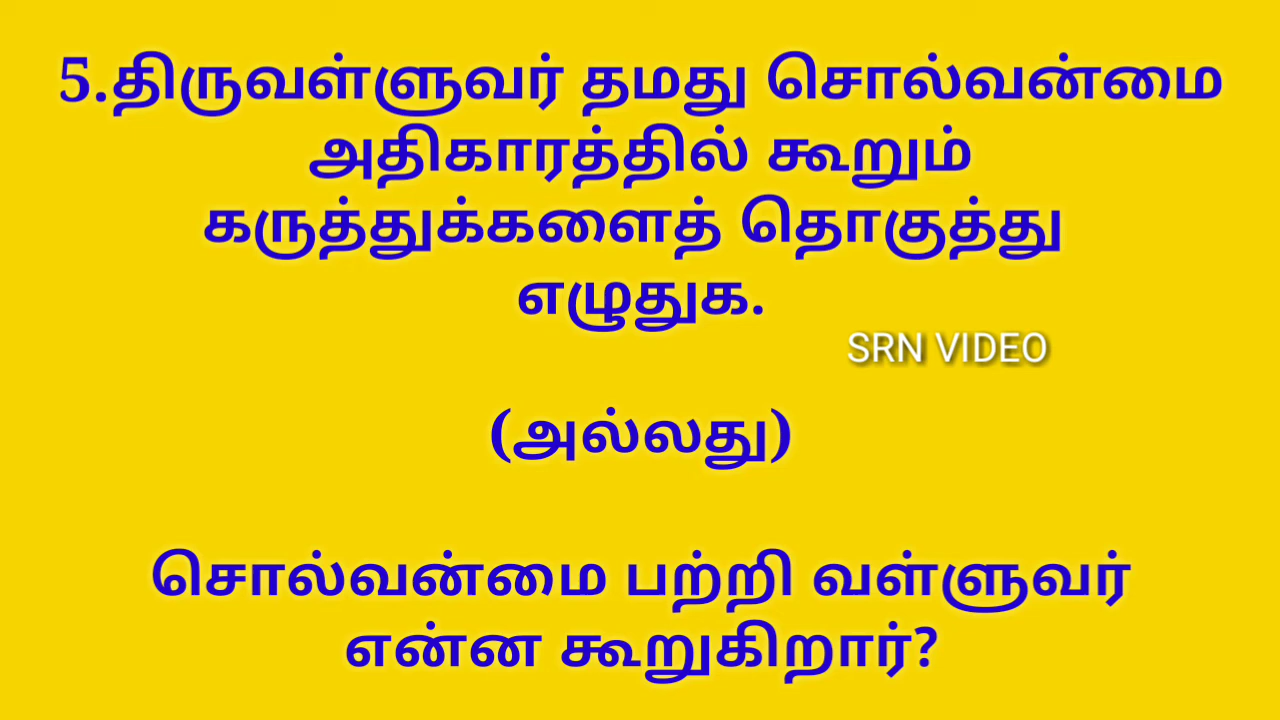 5.திருவள்ளுவர் தமது சொல்வன்மை
அதிகாரத்தில் கூறும்
கருத்துக்களைத் தொகுத்து
எழுதுக.
SRN VIDEO
(அல்லது)
சொல்வன்மை பற்றி வள்ளுவர்
என்ன கூறுகிறார்?